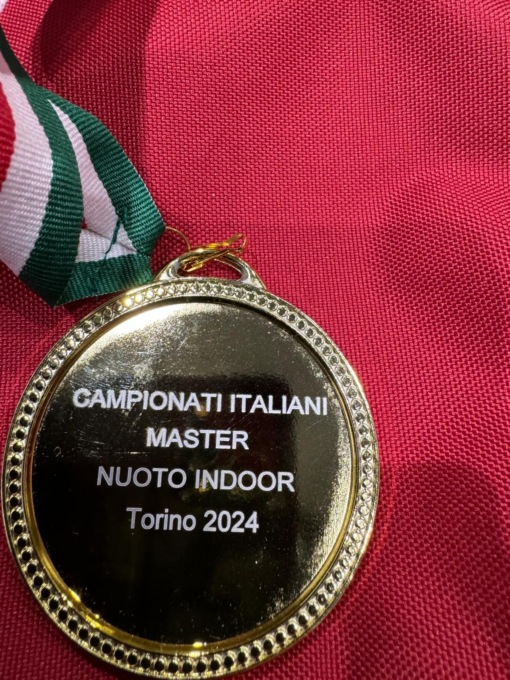 CAMPIONATI ITALIANI
MASTER
NUOTO INDOOR
Torino 2024